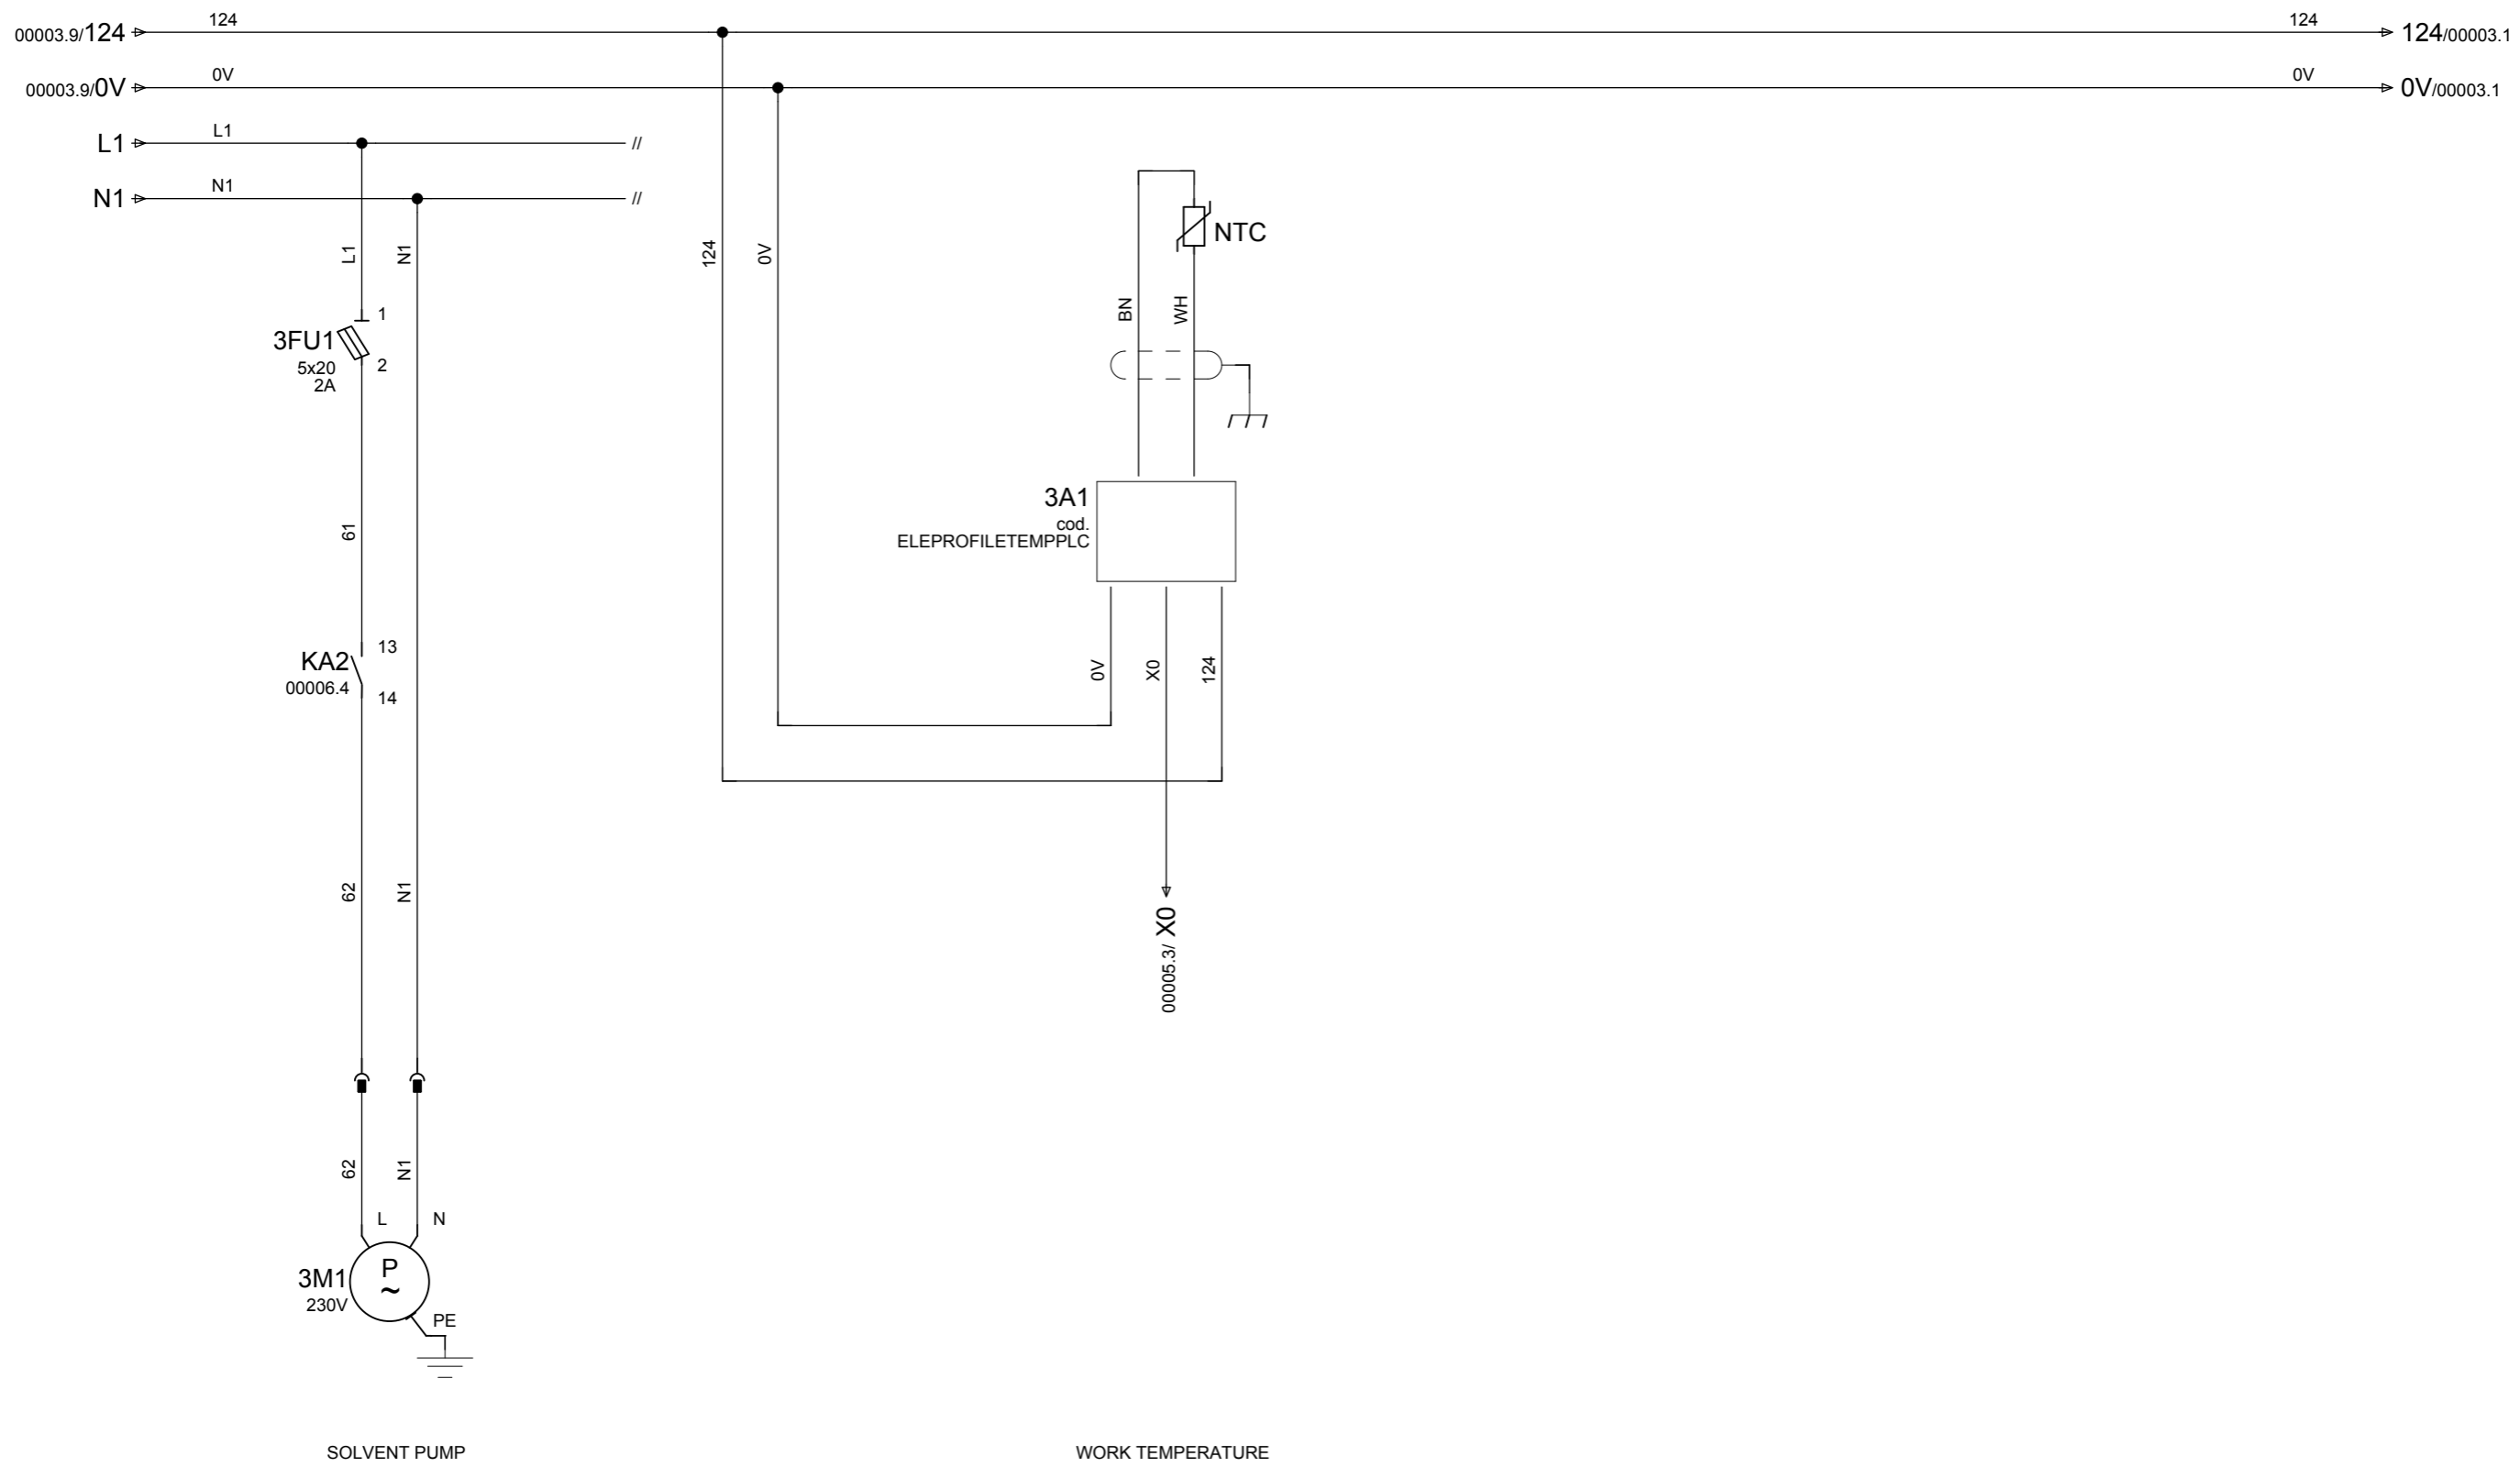 124
124
00003.9/124
124/00003.1
0V
0V
00003.9/0V
0V/00003.1
L1
L1
//
N1
N1
//
L1
N1
124
0V
NTC
BN
WH
1
3FU1
2
5x20
2A
3A1
cod.
ELEPROFILETEMPPLC
61
13
KA2
00006.4
14
0V
X0
124
62
N1
00005.3/ X0
62
N1
L
N
P
~
3M1
230V
PE
SOLVENT PUMP
WORK TEMPERATURE